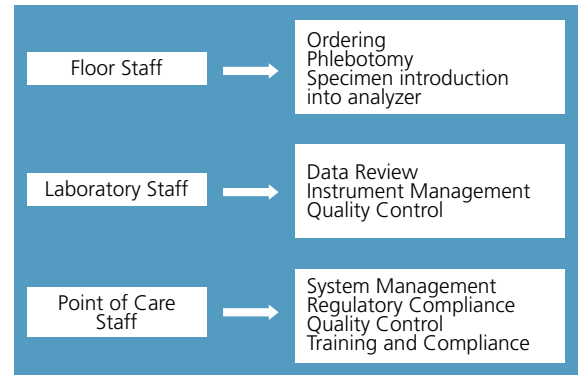 Floor Staff
Ordering
Phlebotomy
Specimen introduction
into analyzer
Laboratory Staff
Data Review
Instrument Management
Quality Control
Point of Care
Staff
System Management
Regulatory Compliance
Quality Control
Training and Compliance